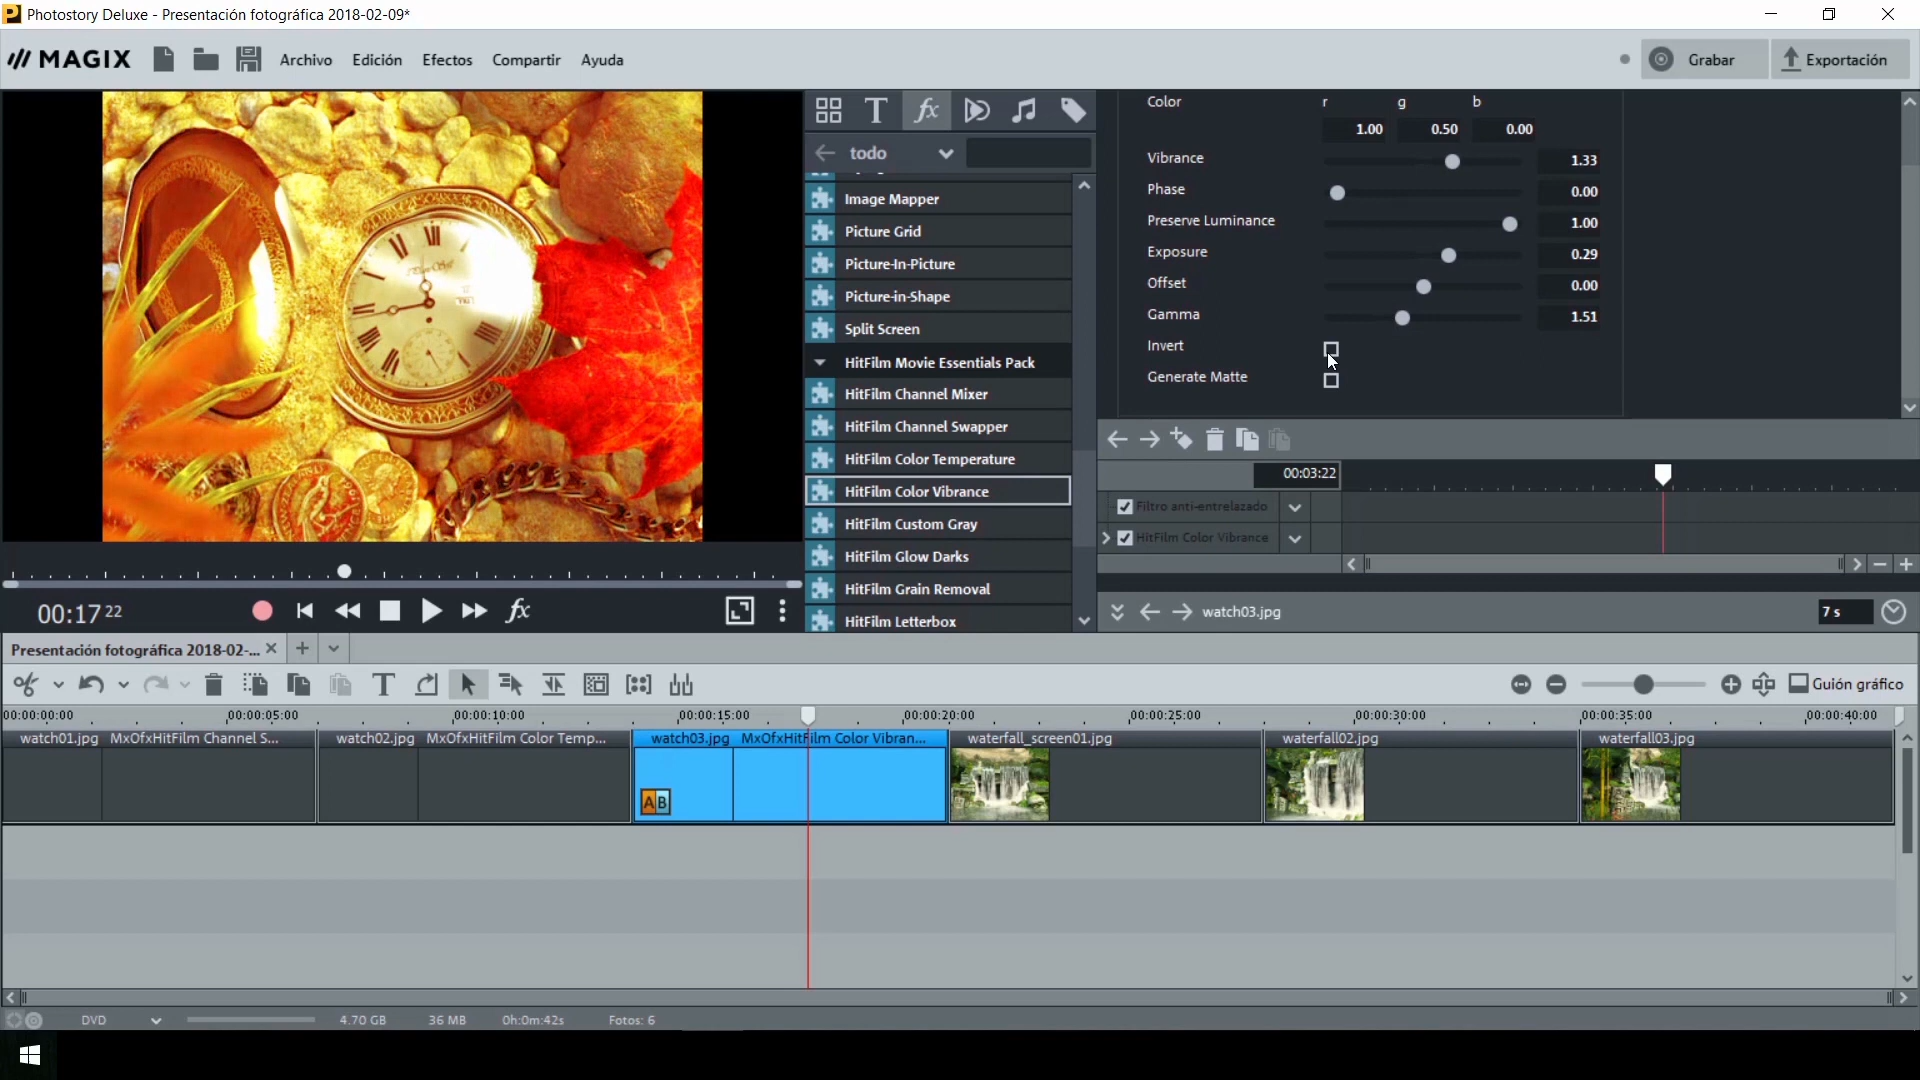 Photostory Deluxe - Presentación fotográfica 2018-02-09*
MAGIX Archivo Edición Efectos Compartir Ayuda Grabar Exportación
todo
Image Mapper
Picture Grid
Picture-In-Picture
Picture-in-Shape
Split Screen
HitFilm Movie Essentials Pack
HitFilm Channel Mixer
HitFilm Channel Swapper
HitFilm Color Temperature
HitFilm Color Vibrance
HitFilm Custom Gray
HitFilm Glow Darks
HitFilm Grain Removal
HitFilm Letterbox
Color r g b
1.00 0.50 0.00
Vibrance 1.33
Phase 0.00
Preserve Luminance 1.00
Exposure 0.29
Offset 0.00
Gamma 1.51
Invert
Generate Matte
00:03:22
Filtro anti-entrelazado
HitFilm Color Vibrance
watch03.jpg 7 s
00:17 22
Presentación fotográfica 2018-02-...
Guión gráfico
00:00:00:00 00:00:05:00 00:00:10:00 00:00:15:00 00:00:20:00 00:00:25:00 00:00:30:00 00:00:35:00 00:00:40:00
watch01.jpg MxOfxHitFilm Channel S... watch02.jpg MxOfxHitFilm Color Temp... watch03.jpg MxOfxHitFilm Color Vibran... waterfall_screen01.jpg waterfall02.jpg waterfall03.jpg
AB
DVD 4.70 GB 36 MB 0h:0m:42s Fotos: 6